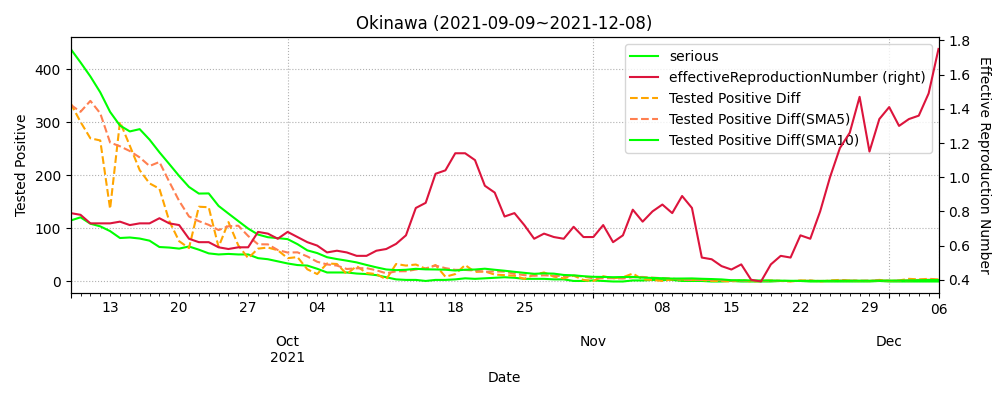 Okinawa (2021-09-09~2021-12-08)
serious
effectiveReproductionNumber (right)
Tested Positive Diff
Tested Positive Diff(SMA5)
Tested Positive Diff(SMA10)
Tested Positive
400
300
200
100
0
1.8
1.6
1.4
1.2
1.0
0.8
0.6
0.4
Effective Reproduction Number
13 20 27 04 11 18 25 08 15 22 29 06
Oct Nov Dec
2021
Date